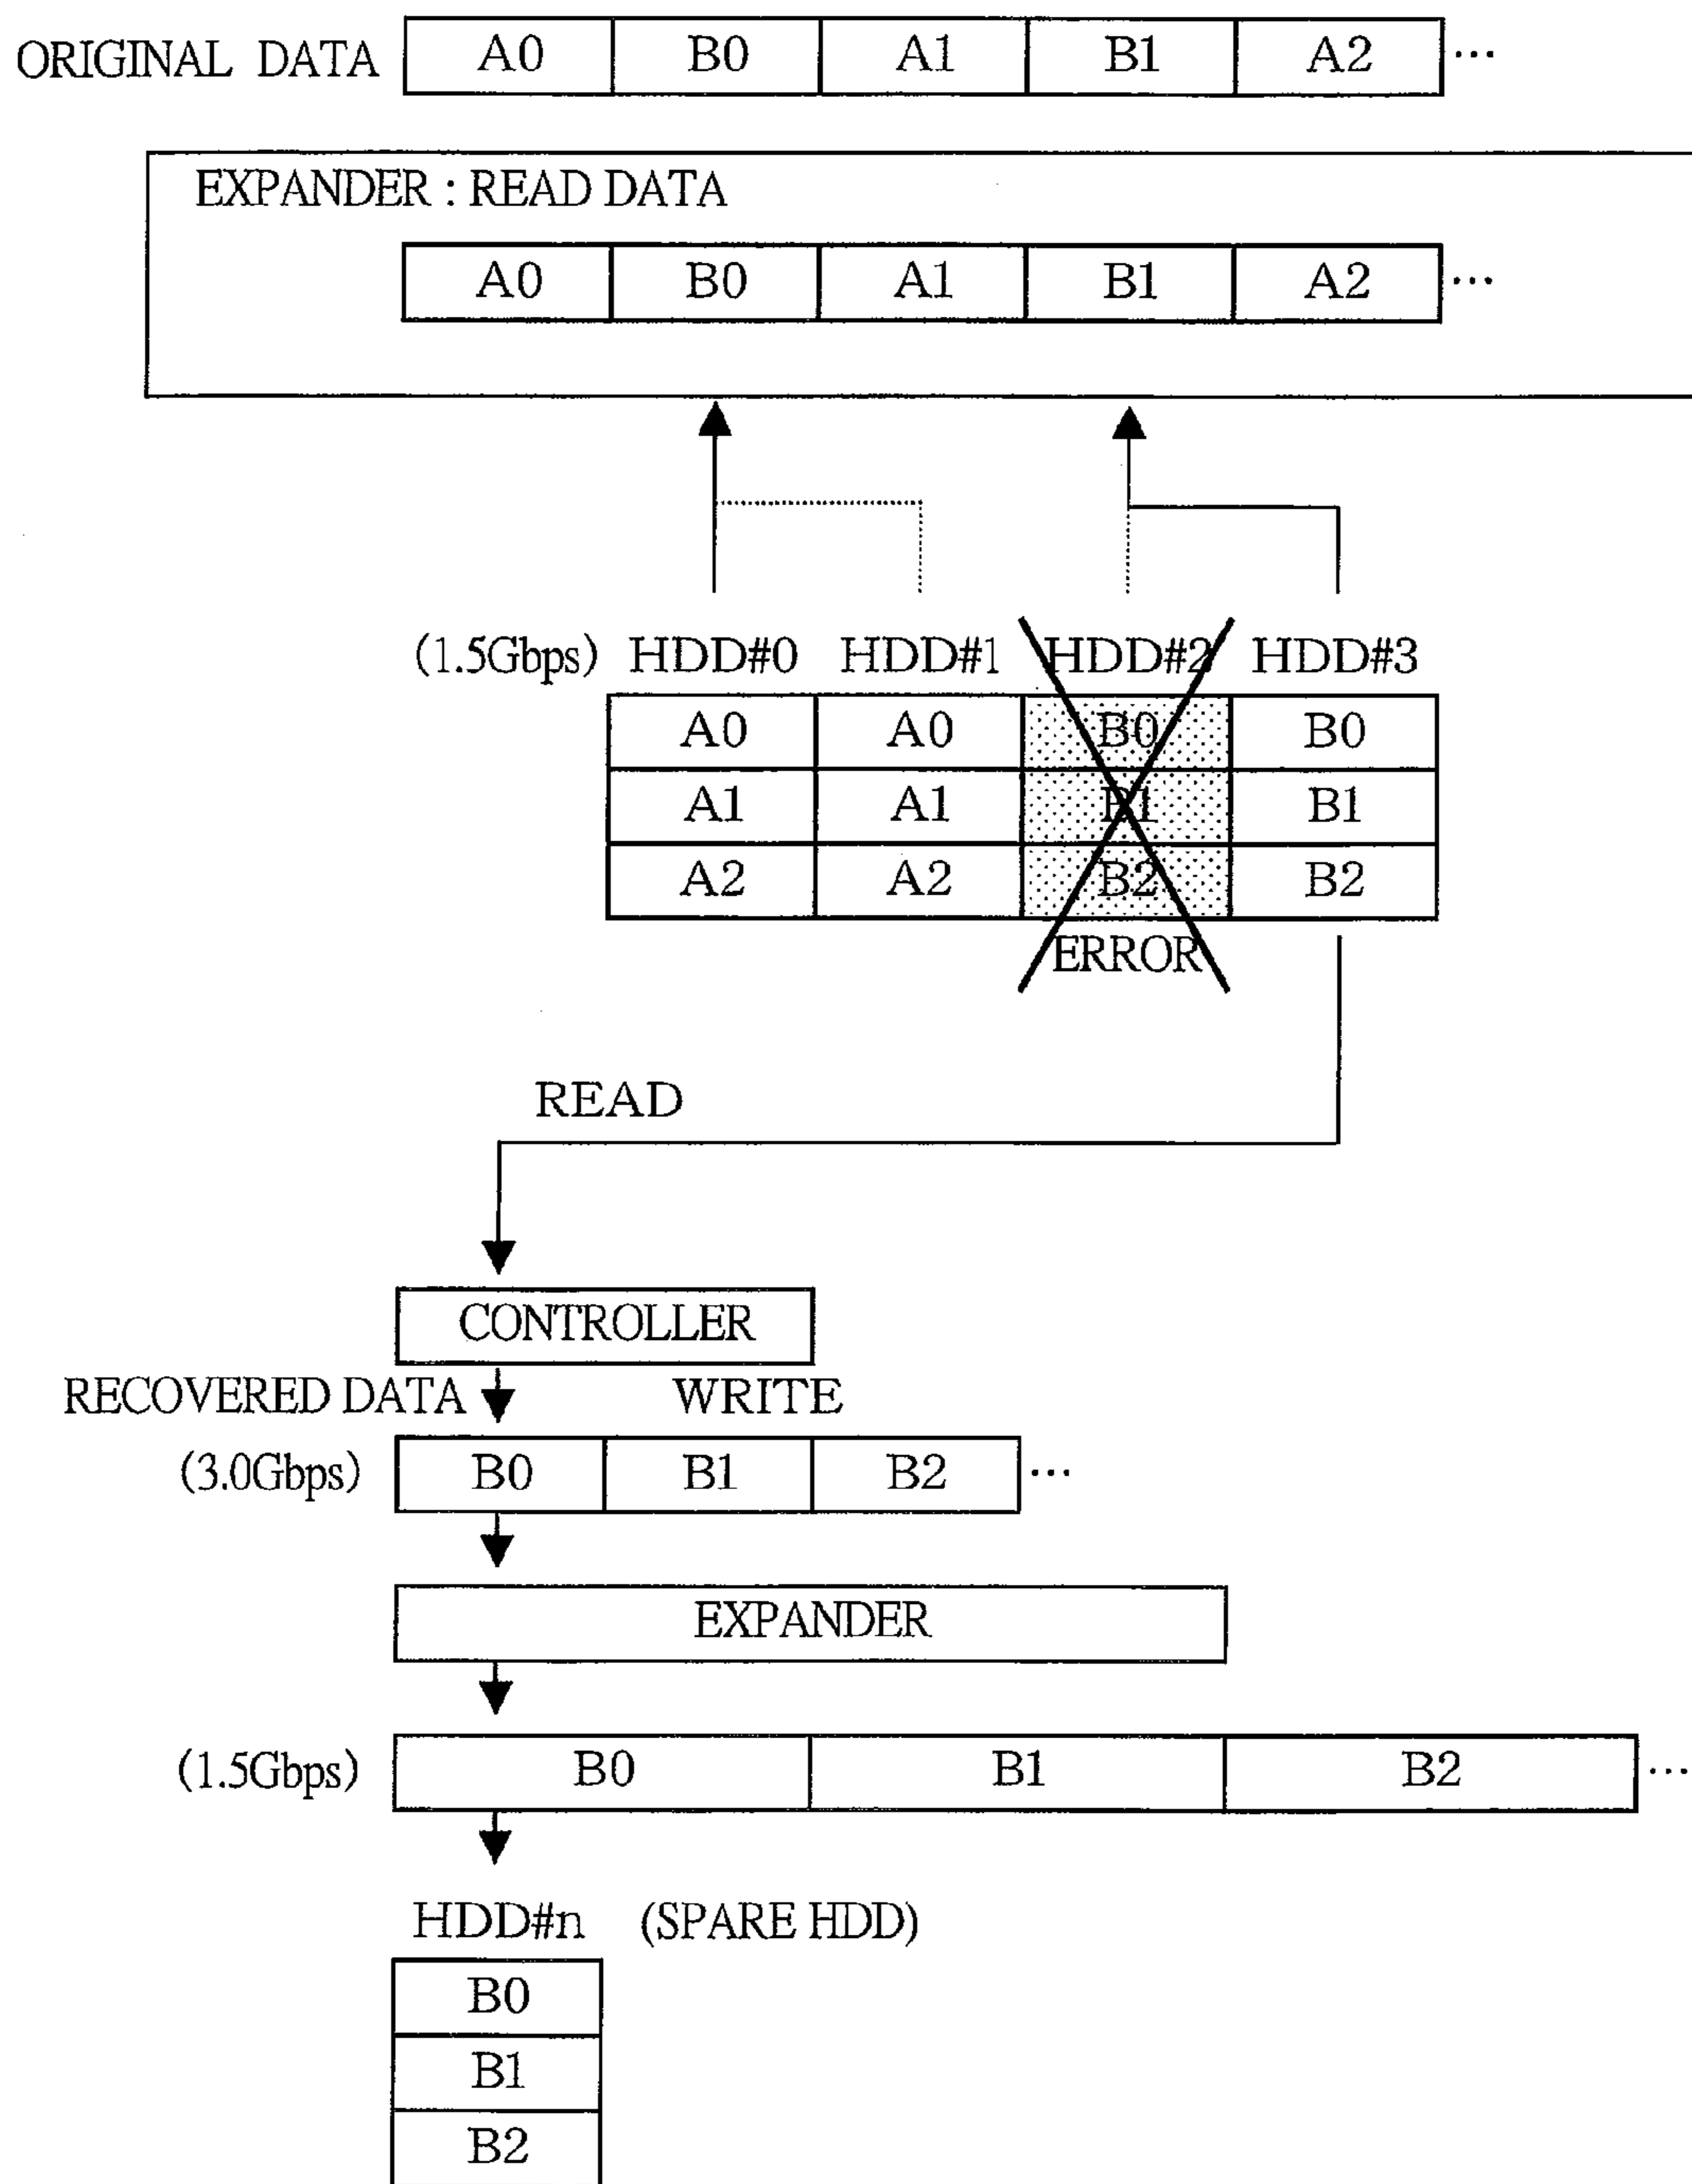 ORIGINAL DATA A0 B0 A1 B1 A2 ...
EXPANDER : READ DATA
A0 B0 A1 B1 A2 ...
(1.5Gbps) HDD#0 HDD#1 HDD#2 HDD#3
A0 A0 B0 B0
A1 A1 B1 B1
A2 A2 B2 B2
ERROR
READ
CONTROLLER
RECOVERED DATA WRITE
(3.0Gbps) B0 B1 B2 ...
EXPANDER
(1.5Gbps) B0 B1 B2 ...
HDD#n (SPARE HDD)
B0
B1
B2